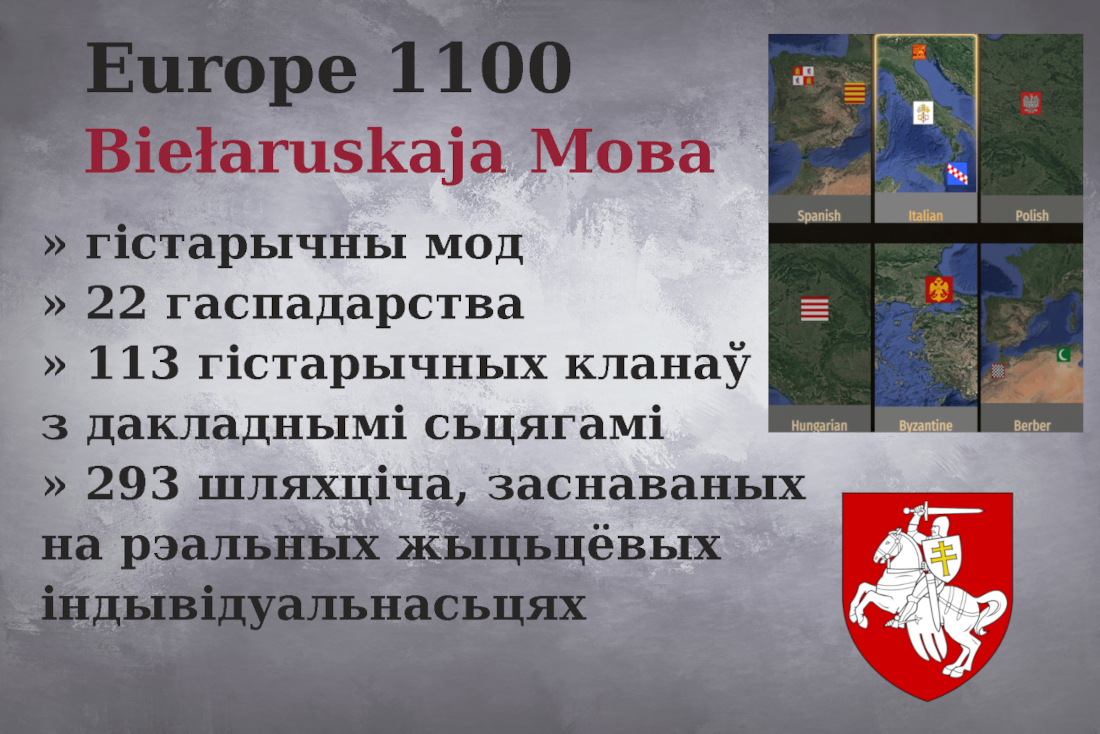 Europe 1100
Biełaruskaja Мова
» гістарычны мод
» 22 гаспадарства
» 113 гістарычных кланаў
з дакладнымі сьцягамі
» 293 шляхціча, заснаваных
на рэальных жыцьцёвых
індывідуальнасьцях
Spanish
Italian
Polish
Hungarian
Byzantine
Berber